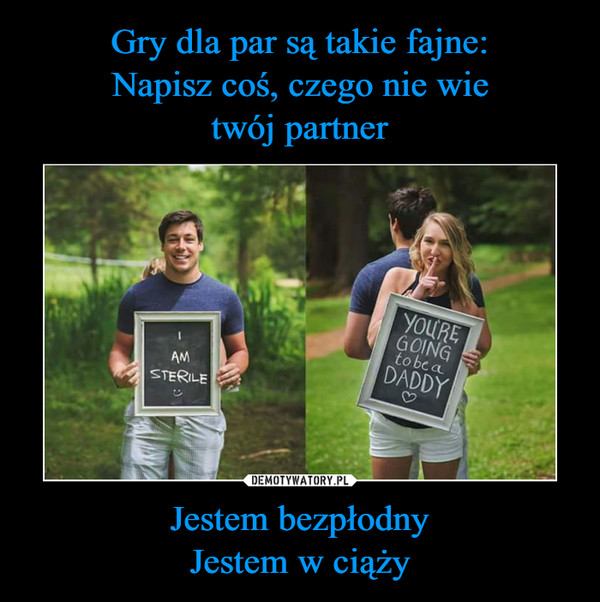 Gry dla par są takie fajne:
Napisz coś, czego nie wie
twój partner
I
AM
STERILE
YOU'RE
GOING
to be a
DADDY
DEMOTYWATORY.PL
Jestem bezpłodny
Jestem w ciąży